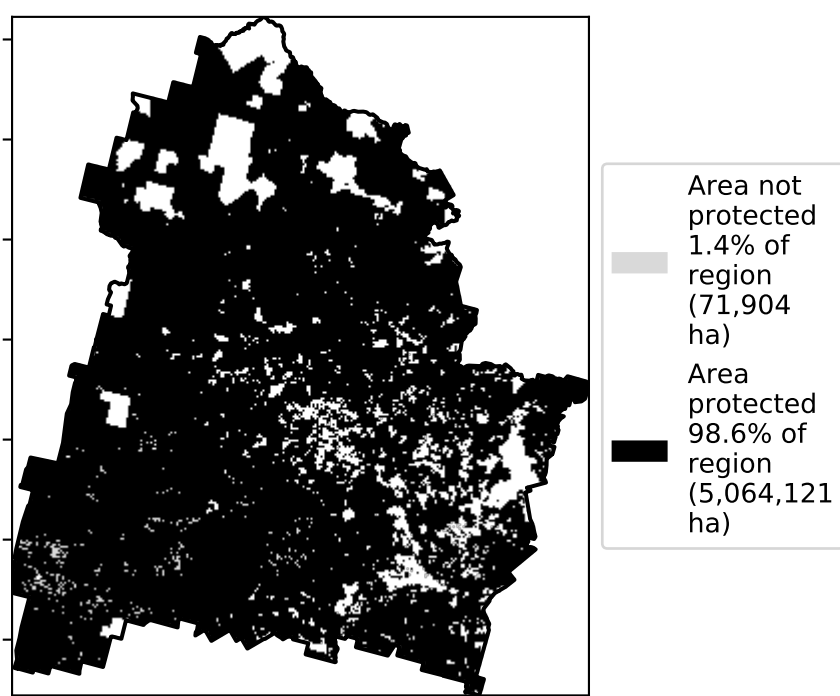 Area not
protected
1.4% of
region
(71,904
ha)
Area
protected
98.6% of
region
(5,064,121
ha)